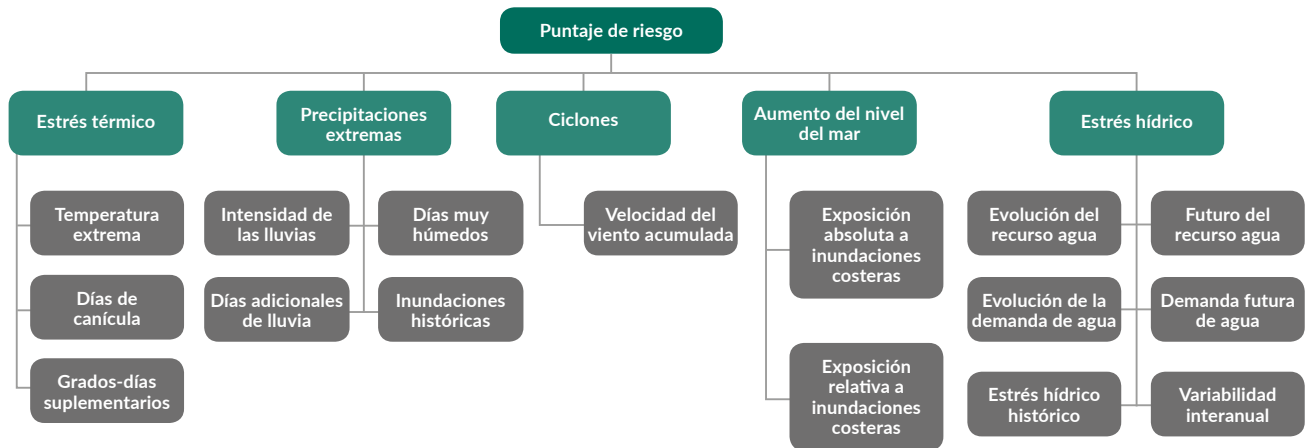 Puntaje de riesgo
Estrés térmico
Temperatura
extrema
Días de
canícula
Grados-días
suplementarios
Precipitaciones
extremas
Intensidad de
las lluvias
Días muy
húmedos
Días adicionales
de lluvia
Inundaciones
históricas
Ciclones
Velocidad del
viento acumulada
Aumento del nivel
del mar
Exposición
absoluta a
inundaciones
costeras
Exposición
relativa a
inundaciones
costeras
Estrés hídrico
Evolución del
recurso agua
Futuro del
recurso agua
Evolución de la
demanda de agua
Demanda futura
de agua
Estrés hídrico
histórico
Variabilidad
interanual